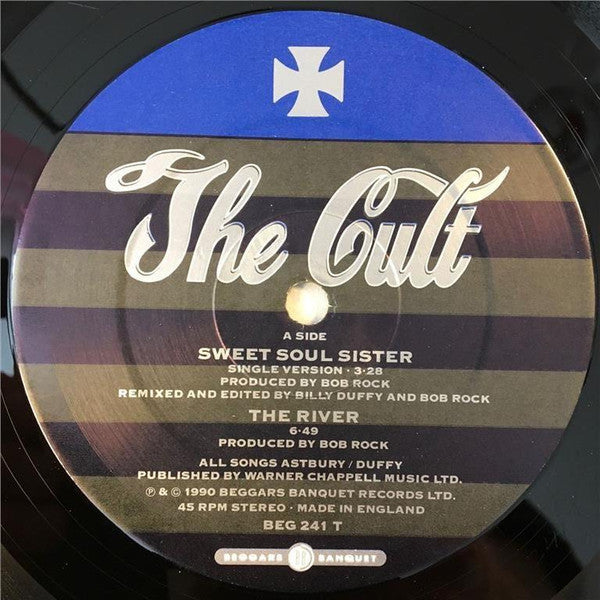 The Cult
A SIDE
SWEET SOUL SISTER
SINGLE VERSION · 3·28
PRODUCED BY BOB ROCK
REMIXED AND EDITED BY BILLY DUFFY AND BOB ROCK
THE RIVER
6·49
PRODUCED BY BOB ROCK
ALL SONGS ASTBURY / DUFFY
PUBLISHED BY WARNER CHAPPELL MUSIC LTD.
℗ & © 1990 BEGGARS BANQUET RECORDS LTD.
45 RPM STEREO · MADE IN ENGLAND
BEG 241 T
BEGGARS BANQUET